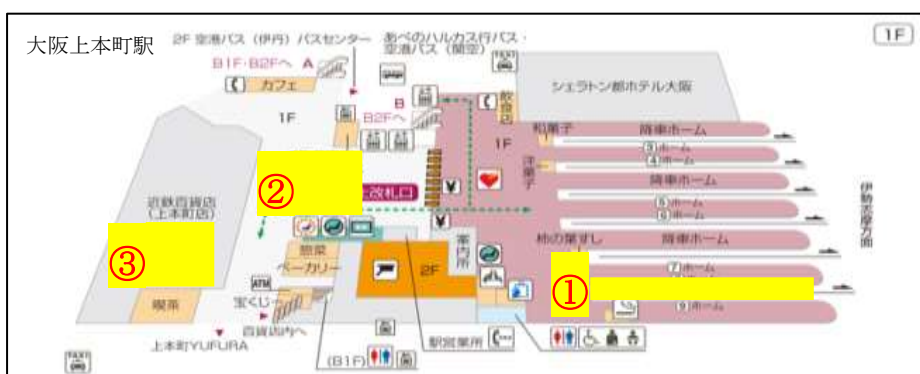 大阪上本町駅
2F 空港バス（伊丹）バスセンター
あべのハルカス行バス・
空港バス（関空）
1F
TAXI
B1F・B2Fへ A
カフェ
シェラトン都ホテル大阪
飲食店
B
B2Fへ
1F
1F
和菓子
降車ホーム
③ホーム
④ホーム
洋菓子
降車ホーム
②
近鉄百貨店
(上本町店)
上改札口
¥
⑤ホーム
⑥ホーム
伊勢志摩方面
¥
案内所
柿の葉すし
降車ホーム
惣菜
ベーカリー
2F
③
①
⑦ホーム
ATM
喫茶
宝くじ
⑨ホーム
百貨店内へ
上本町YUFURA
駅営業所
(B1F)
TAXI